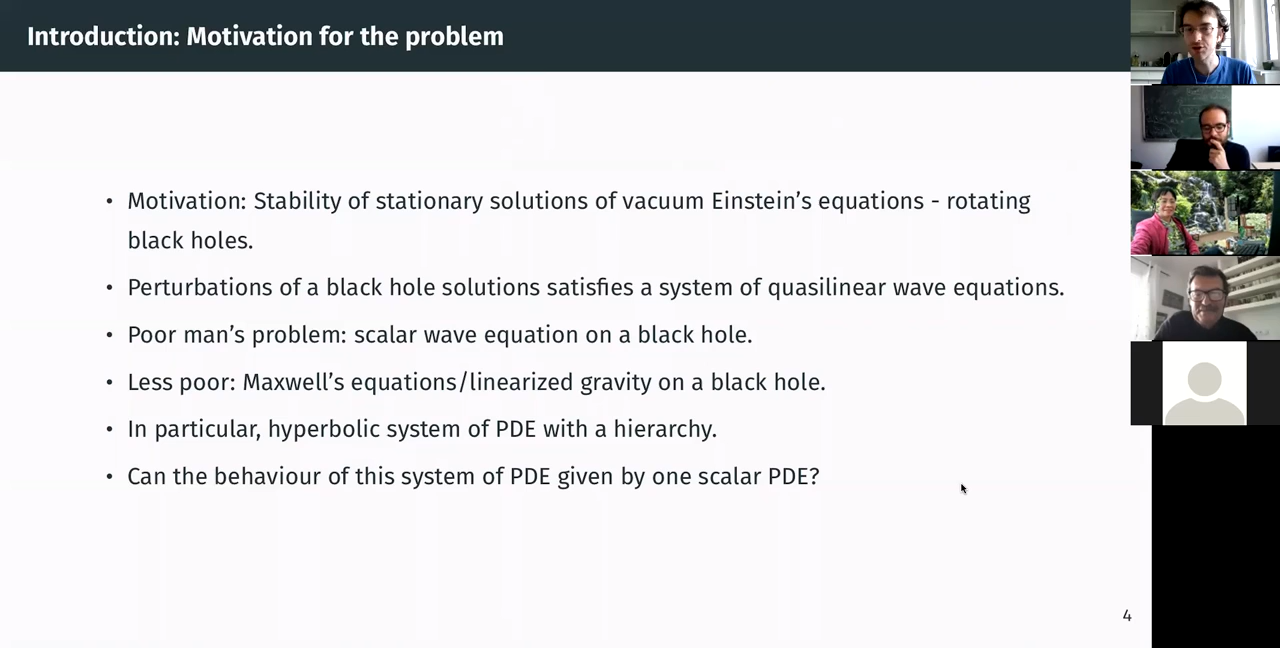 Introduction: Motivation for the problem
• Motivation: Stability of stationary solutions of vacuum Einstein’s equations - rotating
black holes.
• Perturbations of a black hole solutions satisfies a system of quasilinear wave equations.
• Poor man’s problem: scalar wave equation on a black hole.
• Less poor: Maxwell’s equations/linearized gravity on a black hole.
• In particular, hyperbolic system of PDE with a hierarchy.
• Can the behaviour of this system of PDE given by one scalar PDE?
4